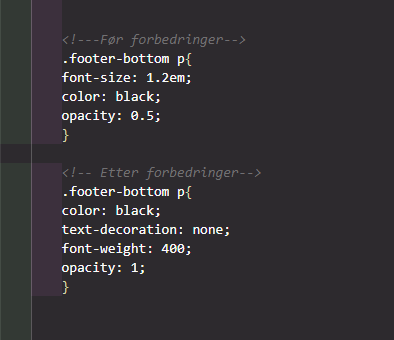 <!---Før forbedringer-->
.footer-bottom p{
font-size: 1.2em;
color: black;
opacity: 0.5;
}
<!-- Etter forbedringer-->
.footer-bottom p{
color: black;
text-decoration: none;
font-weight: 400;
opacity: 1;
}